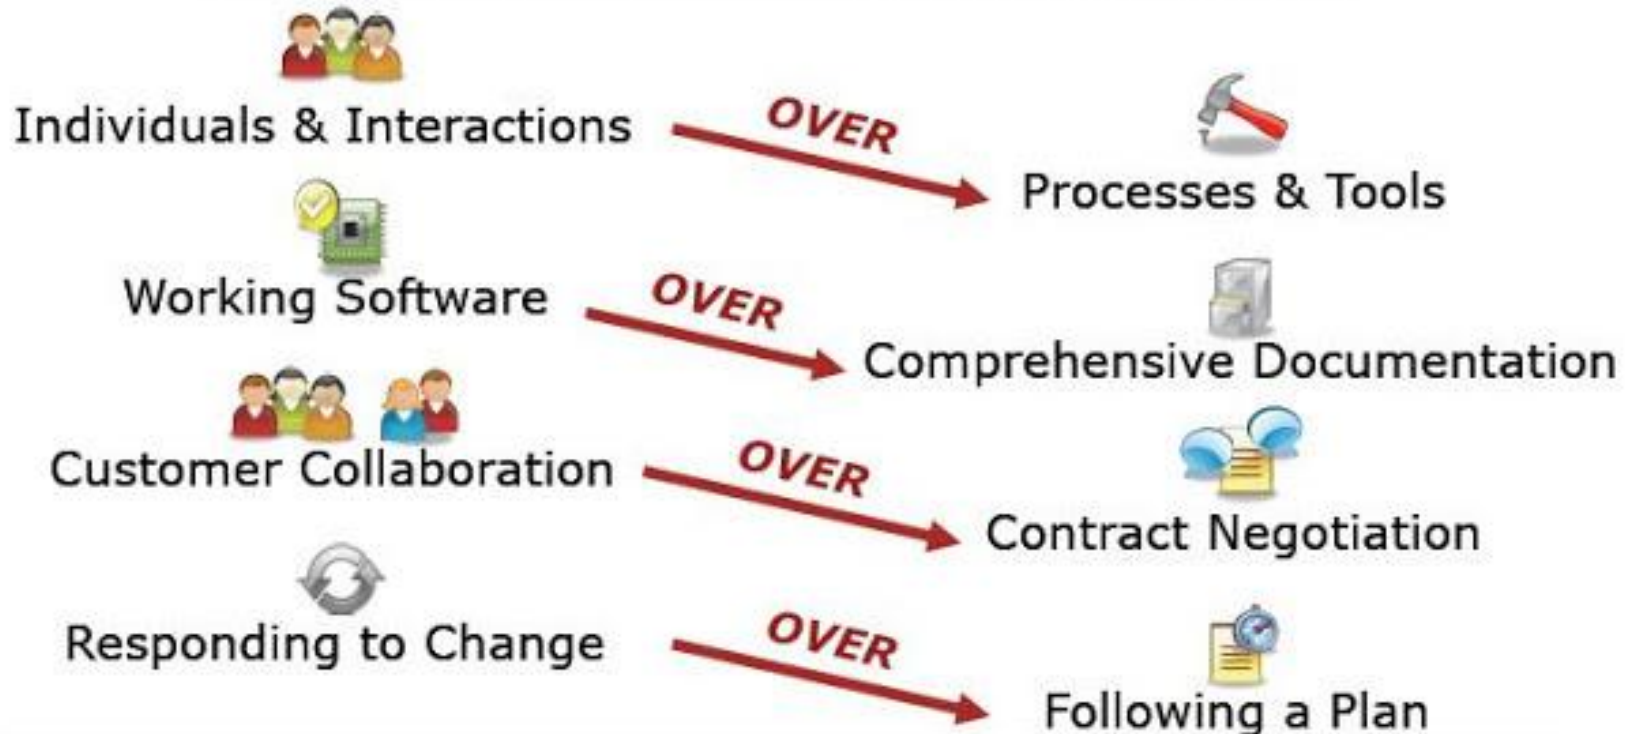 Individuals & Interactions
OVER
Processes & Tools
Working Software
OVER
Comprehensive Documentation
Customer Collaboration
OVER
Contract Negotiation
Responding to Change
OVER
Following a Plan